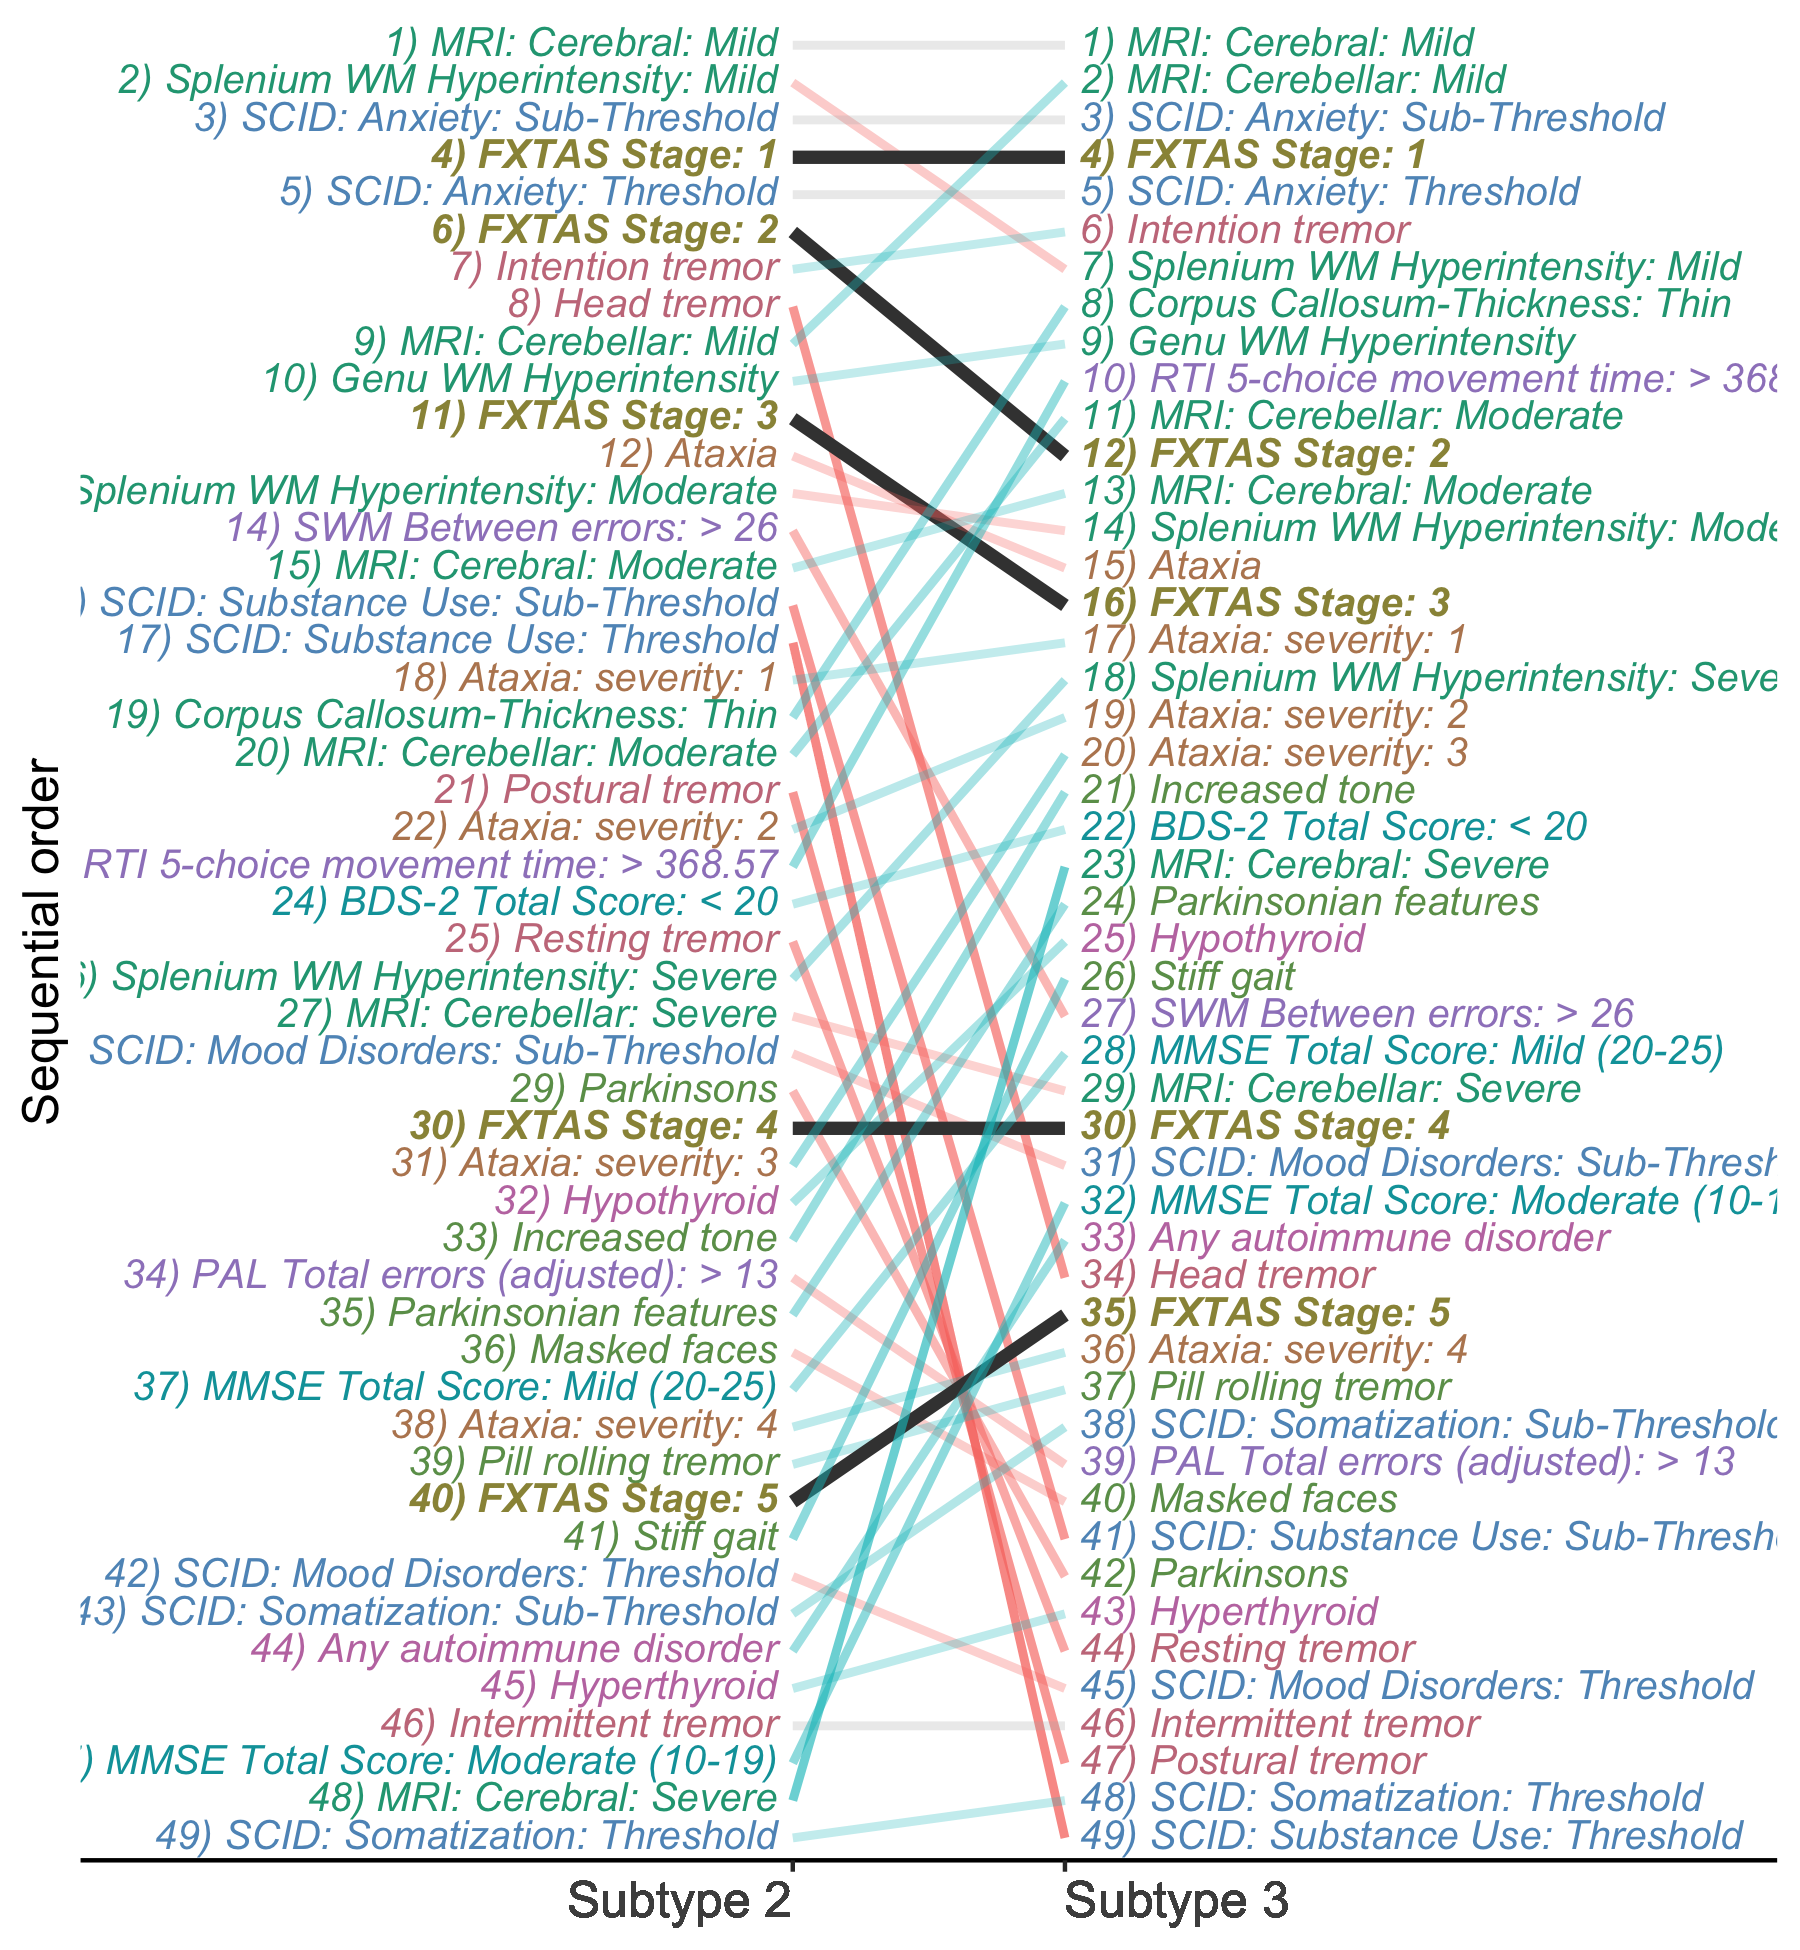 1) MRI: Cerebral: Mild
2) Splenium WM Hyperintensity: Mild
3) SCID: Anxiety: Sub-Threshold
4) FXTAS Stage: 1
5) SCID: Anxiety: Threshold
6) FXTAS Stage: 2
7) Intention tremor
8) Head tremor
9) MRI: Cerebellar: Mild
10) Genu WM Hyperintensity
11) FXTAS Stage: 3
12) Ataxia
Splenium WM Hyperintensity: Moderate
14) SWM Between errors: > 26
15) MRI: Cerebral: Moderate
) SCID: Substance Use: Sub-Threshold
17) SCID: Substance Use: Threshold
18) Ataxia: severity: 1
19) Corpus Callosum-Thickness: Thin
20) MRI: Cerebellar: Moderate
21) Postural tremor
22) Ataxia: severity: 2
RTI 5-choice movement time: > 368.57
24) BDS-2 Total Score: < 20
25) Resting tremor
) Splenium WM Hyperintensity: Severe
27) MRI: Cerebellar: Severe
SCID: Mood Disorders: Sub-Threshold
29) Parkinsons
30) FXTAS Stage: 4
31) Ataxia: severity: 3
32) Hypothyroid
33) Increased tone
34) PAL Total errors (adjusted): > 13
35) Parkinsonian features
36) Masked faces
37) MMSE Total Score: Mild (20-25)
38) Ataxia: severity: 4
39) Pill rolling tremor
40) FXTAS Stage: 5
41) Stiff gait
42) SCID: Mood Disorders: Threshold
43) SCID: Somatization: Sub-Threshold
44) Any autoimmune disorder
45) Hyperthyroid
46) Intermittent tremor
) MMSE Total Score: Moderate (10-19)
48) MRI: Cerebral: Severe
49) SCID: Somatization: Threshold
1) MRI: Cerebral: Mild
2) MRI: Cerebellar: Mild
3) SCID: Anxiety: Sub-Threshold
4) FXTAS Stage: 1
5) SCID: Anxiety: Threshold
6) Intention tremor
7) Splenium WM Hyperintensity: Mild
8) Corpus Callosum-Thickness: Thin
9) Genu WM Hyperintensity
10) RTI 5-choice movement time: > 368
11) MRI: Cerebellar: Moderate
12) FXTAS Stage: 2
13) MRI: Cerebral: Moderate
14) Splenium WM Hyperintensity: Mode
15) Ataxia
16) FXTAS Stage: 3
17) Ataxia: severity: 1
18) Splenium WM Hyperintensity: Seve
19) Ataxia: severity: 2
20) Ataxia: severity: 3
21) Increased tone
22) BDS-2 Total Score: < 20
23) MRI: Cerebral: Severe
24) Parkinsonian features
25) Hypothyroid
26) Stiff gait
27) SWM Between errors: > 26
28) MMSE Total Score: Mild (20-25)
29) MRI: Cerebellar: Severe
30) FXTAS Stage: 4
31) SCID: Mood Disorders: Sub-Thresh
32) MMSE Total Score: Moderate (10-1
33) Any autoimmune disorder
34) Head tremor
35) FXTAS Stage: 5
36) Ataxia: severity: 4
37) Pill rolling tremor
38) SCID: Somatization: Sub-Threshold
39) PAL Total errors (adjusted): > 13
40) Masked faces
41) SCID: Substance Use: Sub-Thresh
42) Parkinsons
43) Hyperthyroid
44) Resting tremor
45) SCID: Mood Disorders: Threshold
46) Intermittent tremor
47) Postural tremor
48) SCID: Somatization: Threshold
49) SCID: Substance Use: Threshold
Sequential order
Subtype 2
Subtype 3